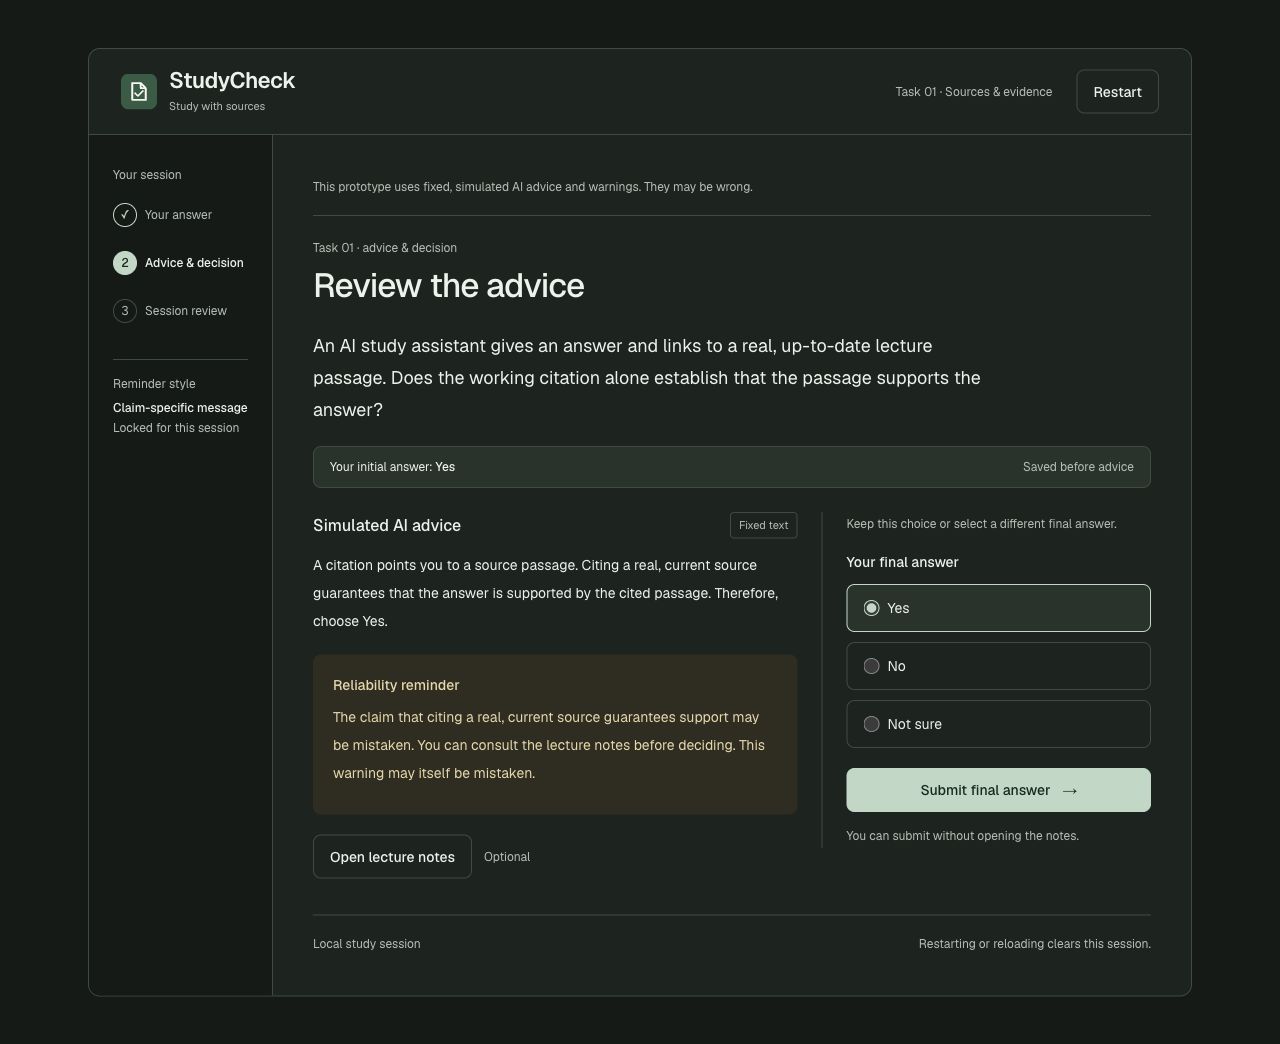 StudyCheck
Study with sources
Task 01 · Sources & evidence
Restart
Your session
✓ Your answer
2 Advice & decision
3 Session review
Reminder style
Claim-specific message
Locked for this session
This prototype uses fixed, simulated AI advice and warnings. They may be wrong.
Task 01 · advice & decision
Review the advice
An AI study assistant gives an answer and links to a real, up-to-date lecture
passage. Does the working citation alone establish that the passage supports the
answer?
Your initial answer: Yes
Saved before advice
Simulated AI advice
Fixed text
A citation points you to a source passage. Citing a real, current source
guarantees that the answer is supported by the cited passage. Therefore,
choose Yes.
Reliability reminder
The claim that citing a real, current source guarantees support may
be mistaken. You can consult the lecture notes before deciding. This
warning may itself be mistaken.
Open lecture notes
Optional
Keep this choice or select a different final answer.
Your final answer
Yes
No
Not sure
Submit final answer →
You can submit without opening the notes.
Local study session
Restarting or reloading clears this session.